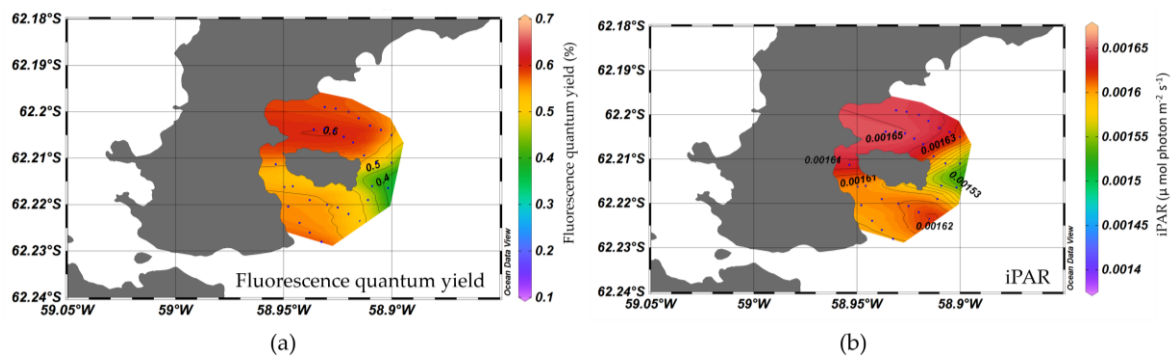 62.18°S
62.19°S
62.2°S
62.21°S
62.22°S
62.23°S
62.24°S
59.05°W
59°W
58.95°W
58.9°W
0.6
0.5
0.4
Fluorescence quantum yield
Ocean Data View
0.7
0.6
0.5
0.4
0.3
0.2
0.1
Fluorescence quantum yield (%)
(a)
62.18°S
62.19°S
62.2°S
62.21°S
62.22°S
62.23°S
62.24°S
59.05°W
59°W
58.95°W
58.9°W
0.00165
0.00163
0.00161
0.00161
0.00153
0.00162
iPAR
Ocean Data View
0.00165
0.0016
0.00155
0.0015
0.00145
0.0014
iPAR (µ mol photon m⁻² s⁻¹)
(b)